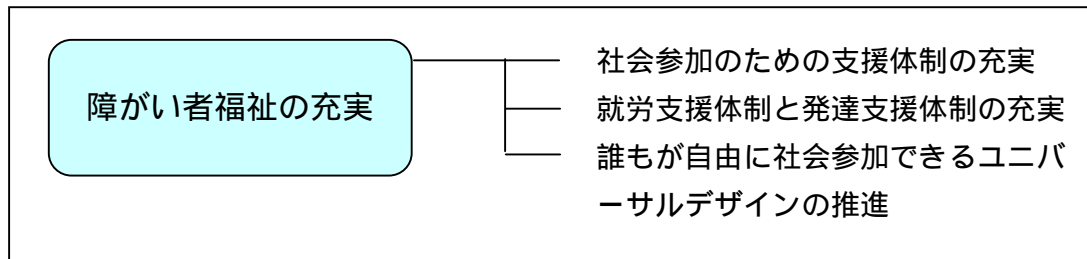 障がい者福祉の充実
社会参加のための支援体制の充実
就労支援体制と発達支援体制の充実
誰もが自由に社会参加できるユニバ
ーサルデザインの推進